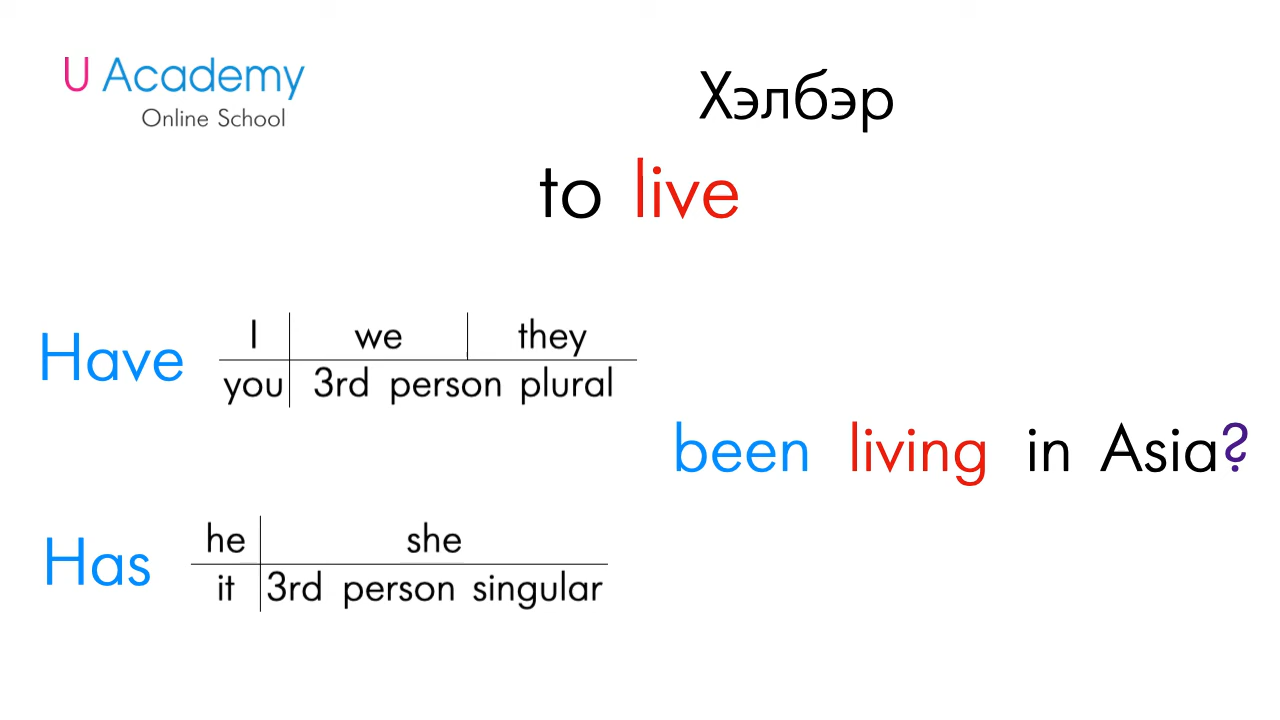 U Academy
Online School
Хэлбэр
to live
Have
I we they
you 3rd person plural
been living in Asia?
Has
he she
it 3rd person singular